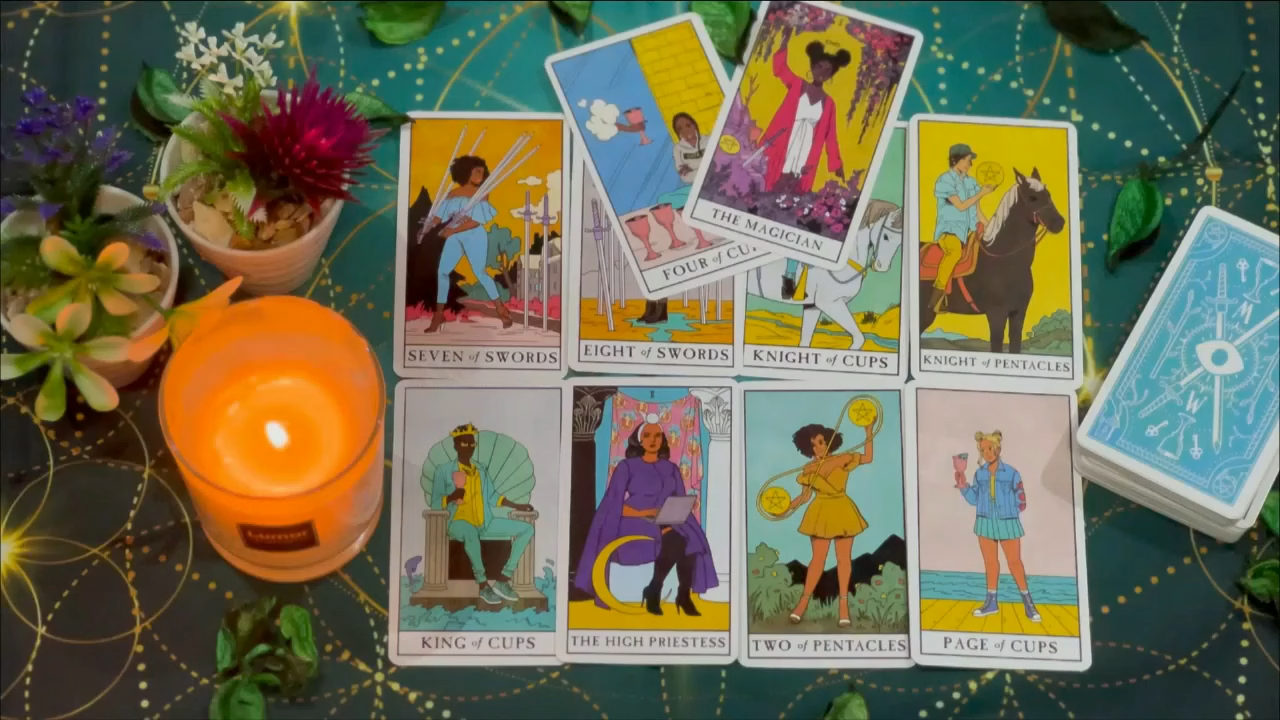 THE MAGICIAN
FOUR of CU
SEVEN of SWORDS
EIGHT of SWORDS
KNIGHT of CUPS
KNIGHT of PENTACLES
II
KING of CUPS
THE HIGH PRIESTESS
TWO of PENTACLES
PAGE of CUPS